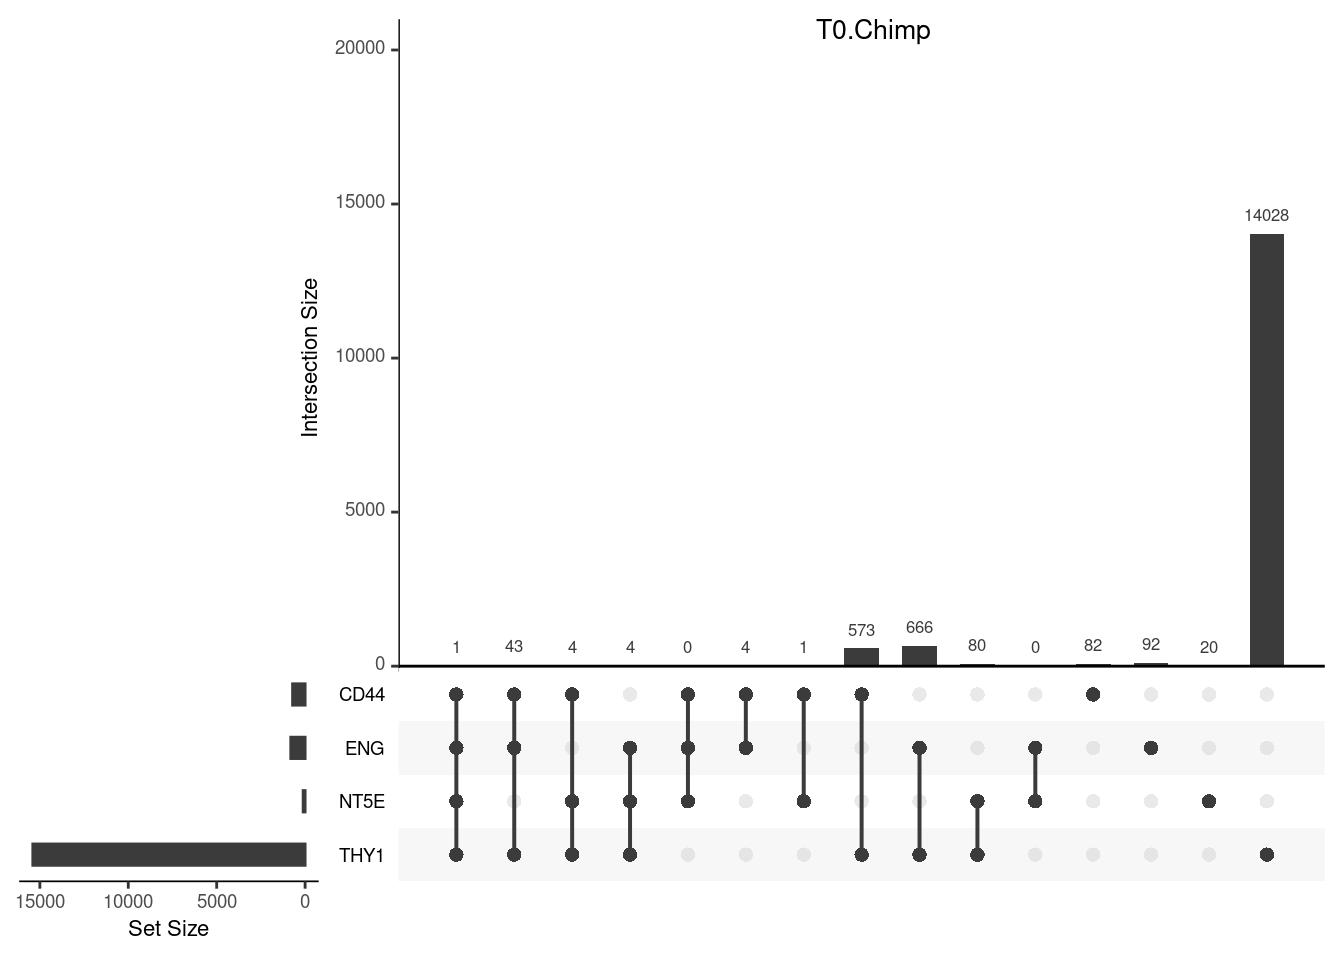 T0.Chimp
20000
15000
10000
5000
0
Intersection Size
14028
1 43 4 4 0 4 1 573 666 80 0 82 92 20
CD44
ENG
NT5E
THY1
15000 10000 5000 0
Set Size